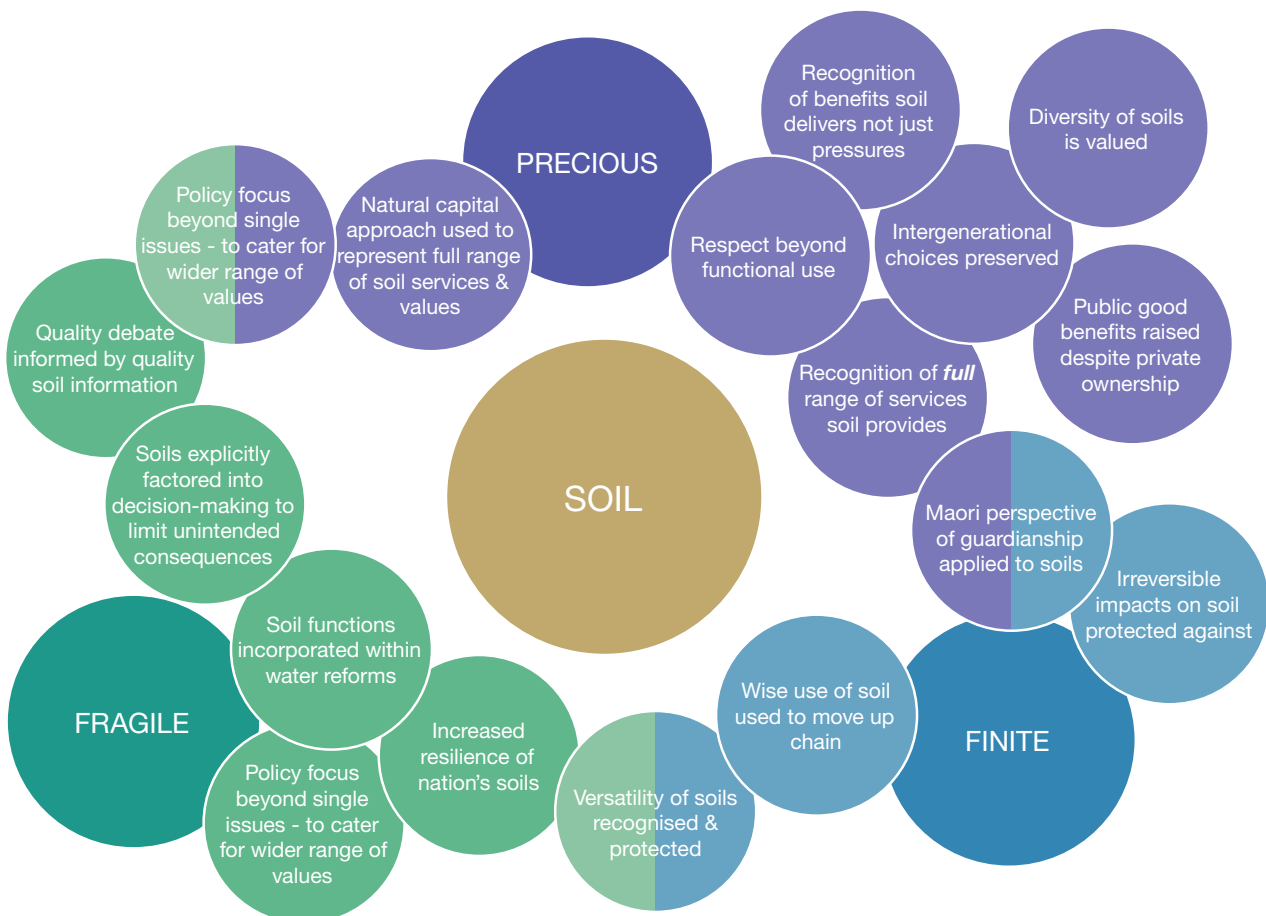 PRECIOUS
Recognition
of benefits soil
delivers not just
pressures
Diversity of soils
is valued
Policy focus
beyond single
issues - to cater for
wider range of
values
Natural capital
approach used to
represent full range
of soil services &
values
Respect beyond
functional use
Intergenerational
choices preserved
Public good
benefits raised
despite private
ownership
Quality debate
informed by quality
soil information
Recognition of full
range of services
soil provides
Soils explicitly
factored into
decision-making to
limit unintended
consequences
SOIL
Maori perspective
of guardianship
applied to soils
Irreversible
impacts on soil
protected against
Soil functions
incorporated within
water reforms
FRAGILE
Increased
resilience of
nation's soils
Wise use of soil
used to move up
chain
FINITE
Policy focus
beyond single
issues - to cater
for wider range of
values
Versatility of soils
recognised &
protected